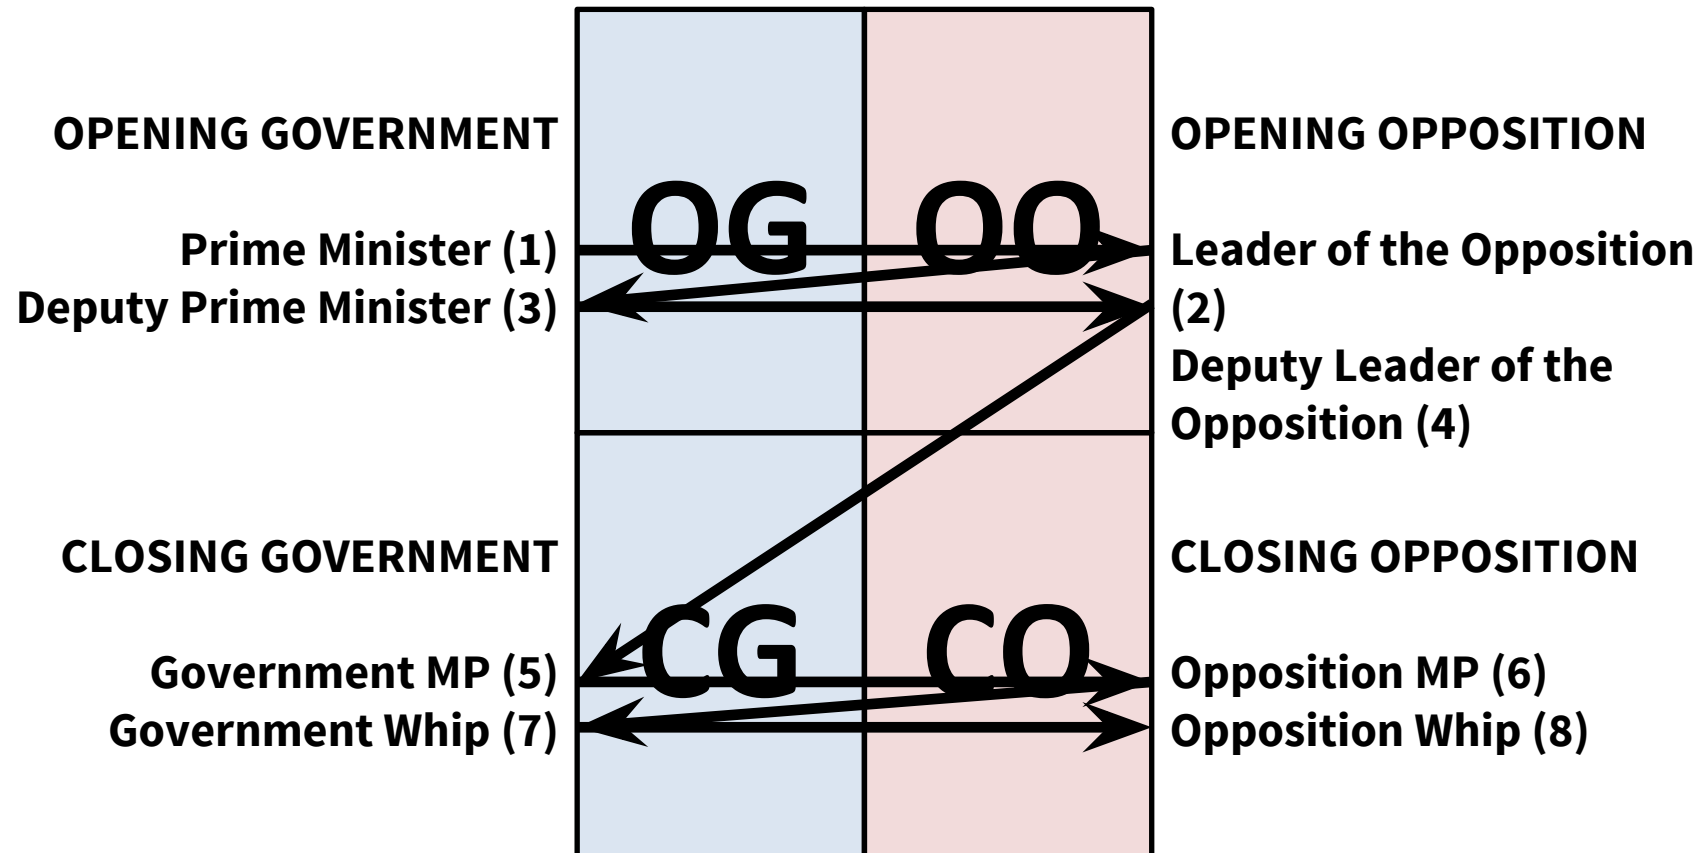 OPENING GOVERNMENT
Prime Minister (1)
Deputy Prime Minister (3)
OG
OO
OPENING OPPOSITION
Leader of the Opposition
(2)
Deputy Leader of the
Opposition (4)
CLOSING GOVERNMENT
Government MP (5)
Government Whip (7)
CG
CO
CLOSING OPPOSITION
Opposition MP (6)
Opposition Whip (8)